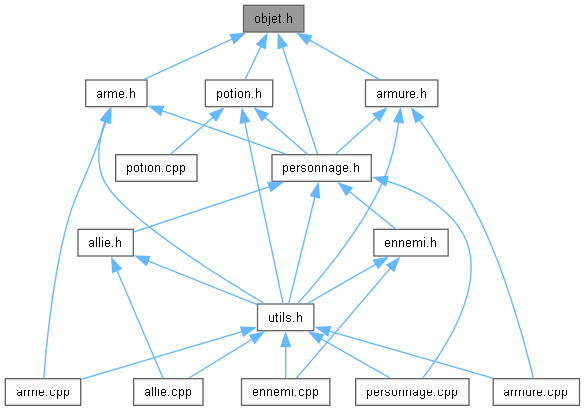 objet.h
arme.h
potion.h
armure.h
potion.cpp
personnage.h
allie.h
ennemi.h
utils.h
arme.cpp
allie.cpp
ennemi.cpp
personnage.cpp
armure.cpp